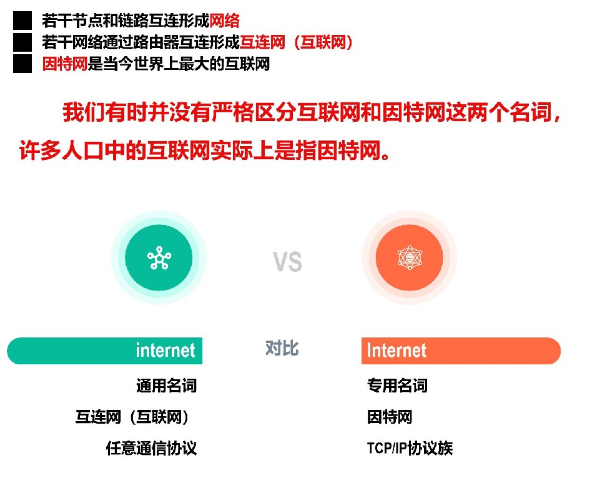 若干节点和链路互连形成网络
若干网络通过路由器互连形成互连网（互联网）
因特网是当今世界上最大的互联网
我们有时并没有严格区分互联网和因特网这两个名词，
许多人口中的互联网实际上是指因特网。
VS
internet 对比 Internet
通用名词 专用名词
互连网（互联网） 因特网
任意通信协议 TCP/IP协议族